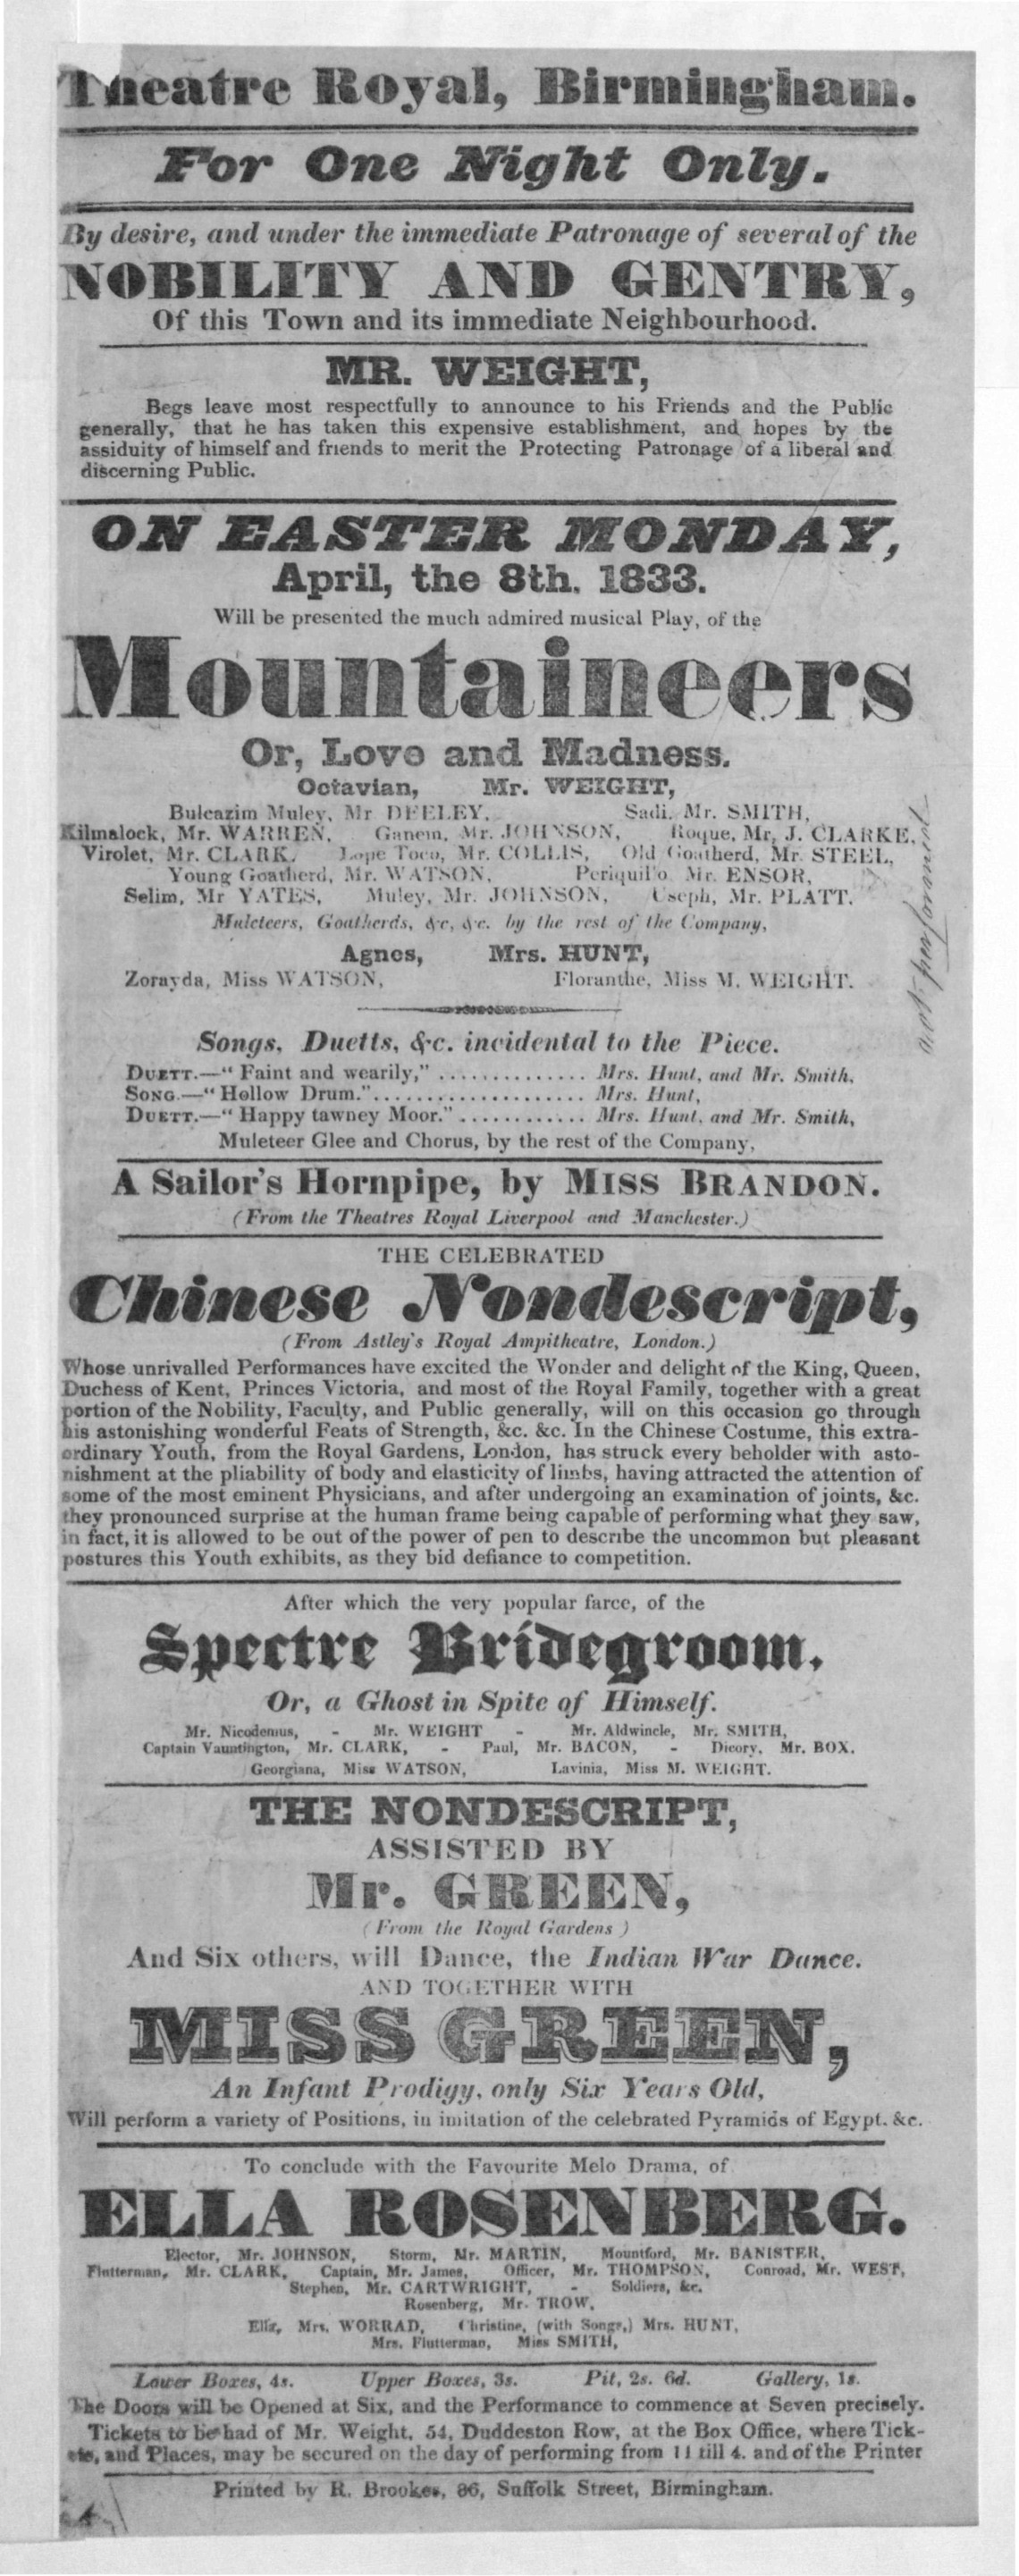 Theatre Royal, Birmingham.
For One Night Only.
By desire, and under the immediate Patronage of several of the
NOBILITY AND GENTRY,
Of this Town and its immediate Neighbourhood.
MR. WEIGHT,
Begs leave most respectfully to announce to his Friends and the Public
generally, that he has taken this expensive establishment, and hopes by the
assiduity of himself and friends to merit the Protecting Patronage of a liberal and
discerning Public.
ON EASTER MONDAY,
April, the 8th. 1833.
Will be presented the much admired musical Play, of the
Mountaineers
Or, Love and Madness.
Octavian, Mr. WEIGHT,
Bulcazim Muley, Mr DEELEY, Sadi, Mr. SMITH,
Kilmalock, Mr. WARREN, Ganem, Mr. JOHNSON, Roque, Mr, J. CLARKE,
Virolet, Mr. CLARK. Lope Toco, Mr. COLLIS, Old Goatherd, Mr. STEEL,
Young Goatherd, Mr. WATSON, Periquillo Mr. ENSOR,
Selim, Mr YATES, Muley, Mr. JOHNSON, Useph, Mr. PLATT.
Muleteers, Goatherds, &c, &c. by the rest of the Company,
Agnes, Mrs. HUNT,
Zorayda, Miss WATSON, Floranthe, Miss M. WEIGHT.
not performed
Songs, Duetts, &c. incidental to the Piece.
DUETT.—“ Faint and wearily,” .............. Mrs. Hunt, and Mr. Smith,
SONG.—“ Hollow Drum.”.................... Mrs. Hunt,
DUETT.—“ Happy tawney Moor.” ............ Mrs. Hunt, and Mr. Smith,
Muleteer Glee and Chorus, by the rest of the Company,
A Sailor's Hornpipe, by MISS BRANDON.
(From the Theatres Royal Liverpool and Manchester.)
THE CELEBRATED
Chinese Nondescript,
(From Astley's Royal Ampitheatre, London.)
Whose unrivalled Performances have excited the Wonder and delight of the King, Queen,
Duchess of Kent, Princes Victoria, and most of the Royal Family, together with a great
portion of the Nobility, Faculty, and Public generally, will on this occasion go through
his astonishing wonderful Feats of Strength, &c. &c. In the Chinese Costume, this extra-
ordinary Youth, from the Royal Gardens, London, has struck every beholder with asto-
nishment at the pliability of body and elasticity of limbs, having attracted the attention of
some of the most eminent Physicians, and after undergoing an examination of joints, &c.
they pronounced surprise at the human frame being capable of performing what they saw,
in fact, it is allowed to be out of the power of pen to describe the uncommon but pleasant
postures this Youth exhibits, as they bid defiance to competition.
After which the very popular farce, of the
Spectre Bridegroom.
Or, a Ghost in Spite of Himself.
Mr. Nicodemus, - Mr. WEIGHT - Mr. Aldwincle, Mr. SMITH,
Captain Vauntington, Mr. CLARK, - Paul, Mr. BACON, - Dicory, Mr. BOX.
Georgiana, Miss WATSON, Lavinia, Miss M. WEIGHT.
THE NONDESCRIPT,
ASSISTED BY
Mr. GREEN,
(From the Royal Gardens )
And Six others, will Dance, the Indian War Dance.
AND TOGETHER WITH
MISS GREEN,
An Infant Prodigy, only Six Years Old,
Will perform a variety of Positions, in imitation of the celebrated Pyramids of Egypt. &c.
To conclude with the Favourite Melo Drama, of
ELLA ROSENBERG.
Elector, Mr. JOHNSON, Storm, Mr. MARTIN, Mountford, Mr. BANISTER,
Flutterman, Mr. CLARK, Captain, Mr. James, Officer, Mr. THOMPSON, Conroad, Mr. WEST,
Stephen, Mr. CARTWRIGHT, - Soldiers, &c.
Rosenberg, Mr. TROW,
Ella, Mrs. WORRAD, Christine, (with Songs,) Mrs. HUNT,
Mrs. Flutterman, Miss SMITH,
Lower Boxes, 4s. Upper Boxes, 3s. Pit, 2s. 6d. Gallery, 1s.
The Doors will be Opened at Six, and the Performance to commence at Seven precisely.
Tickets to be had of Mr. Weight, 54, Duddeston Row, at the Box Office, where Tick-
ets, and Places, may be secured on the day of performing from 11 till 4. and of the Printer
Printed by R. Brookes, 86, Suffolk Street, Birmingham.